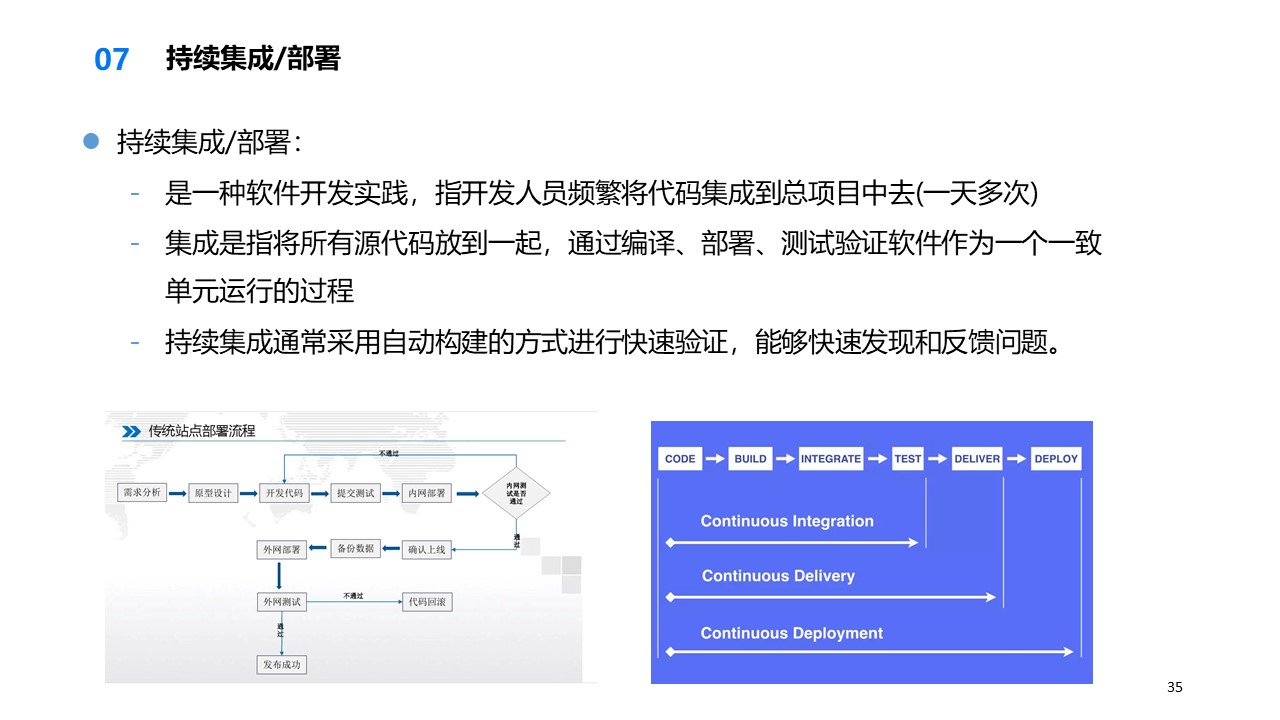 07 持续集成/部署
持续集成/部署：
- 是一种软件开发实践，指开发人员频繁将代码集成到总项目中去(一天多次)
- 集成是指将所有源代码放到一起，通过编译、部署、测试验证软件作为一个一致
单元运行的过程
- 持续集成通常采用自动构建的方式进行快速验证，能够快速发现和反馈问题。
传统站点部署流程
不通过
需求分析
原型设计
开发代码
提交测试
内网部署
内网测
试是否
通过
通过
外网部署
备份数据
确认上线
外网测试
不通过
代码回滚
通过
发布成功
CODE
BUILD
INTEGRATE
TEST
DELIVER
DEPLOY
Continuous Integration
Continuous Delivery
Continuous Deployment
35